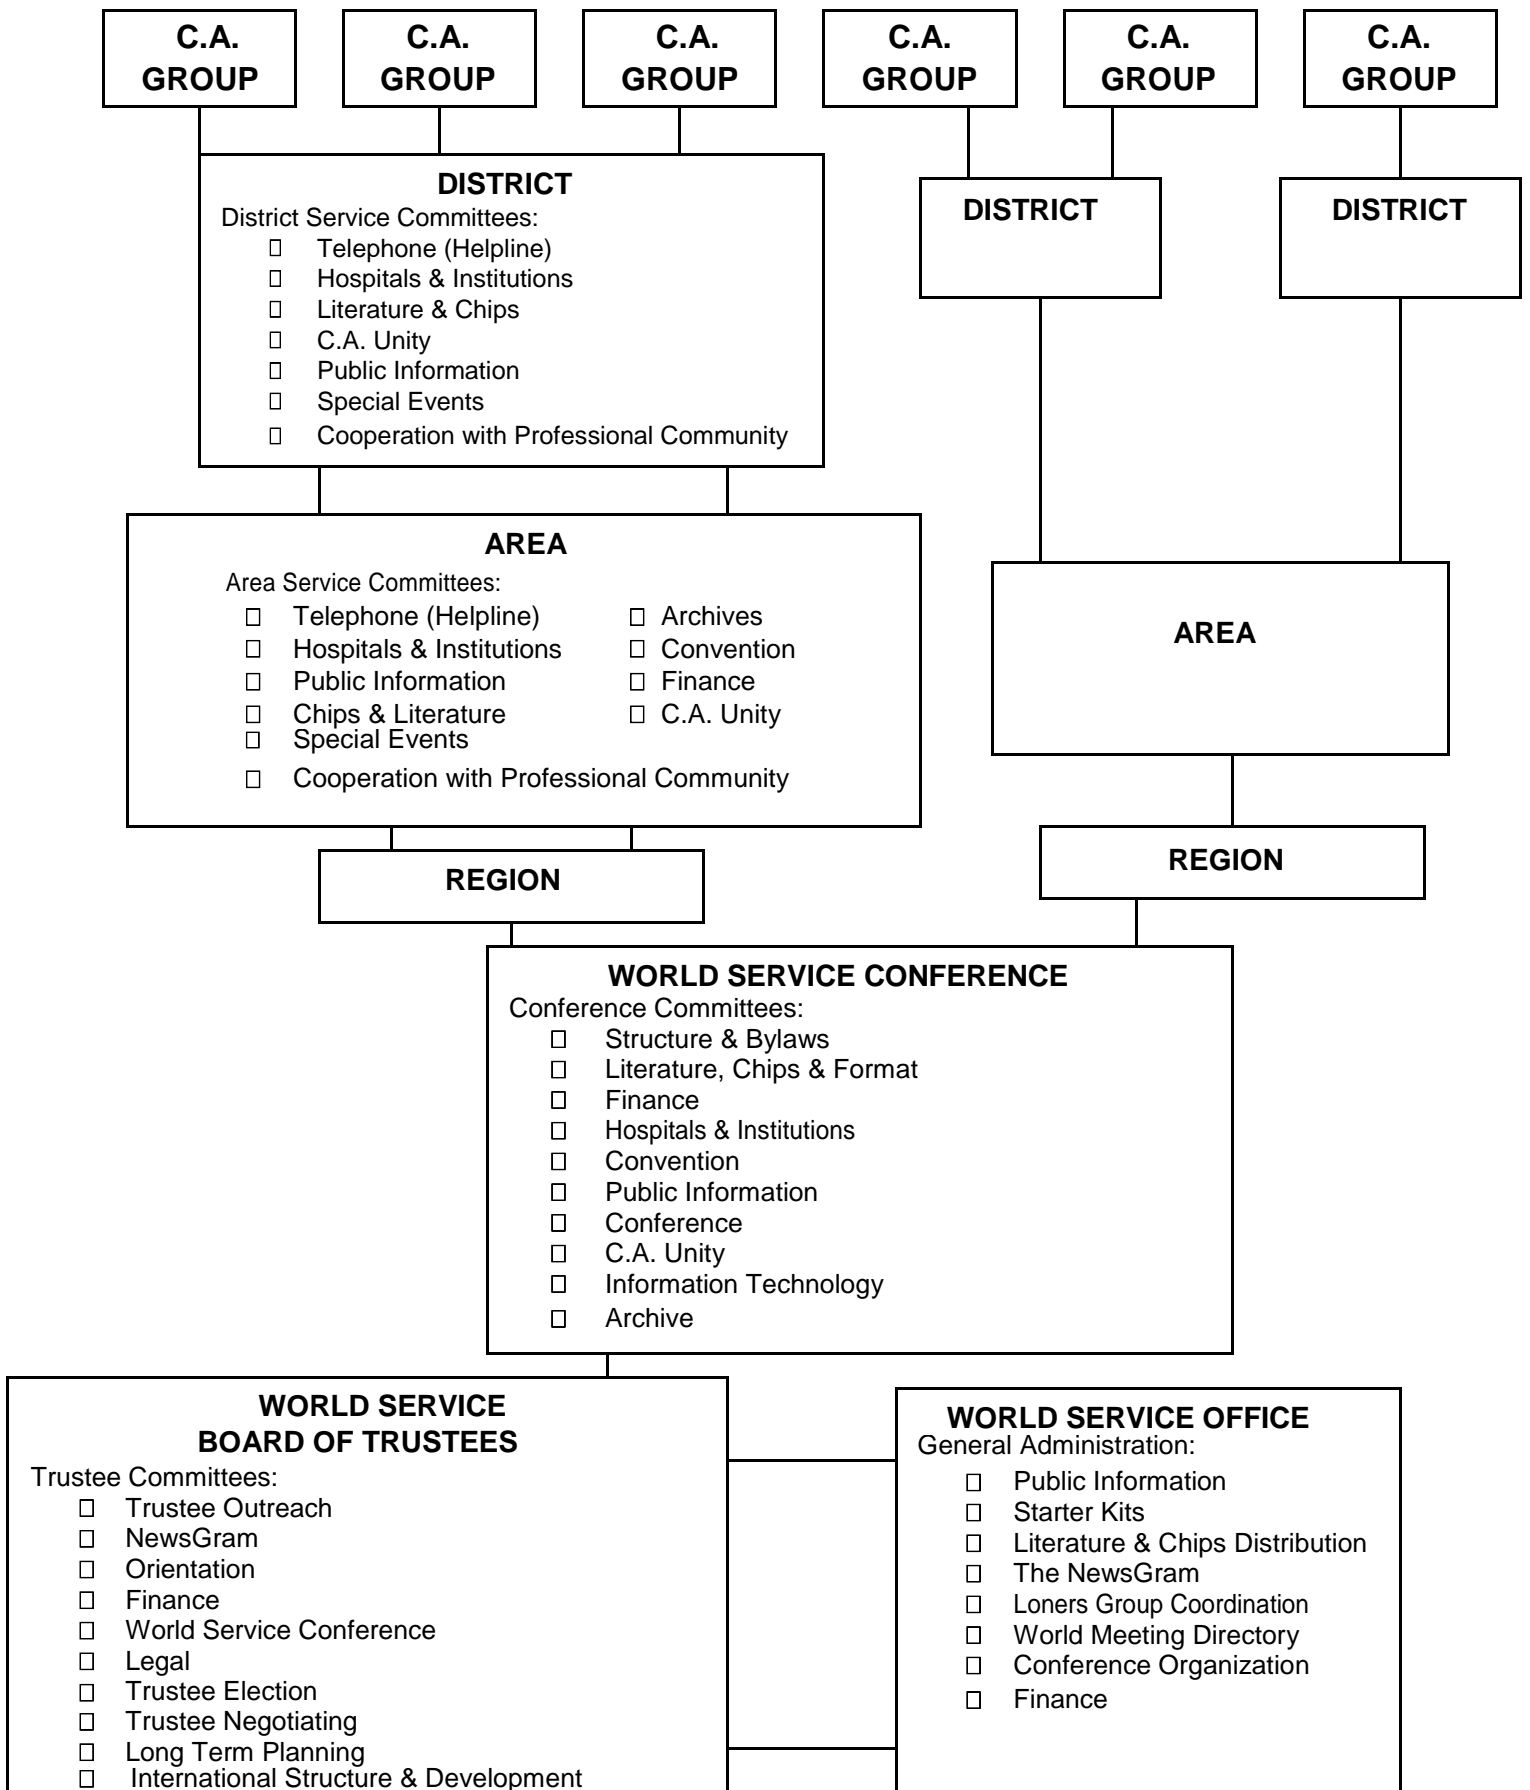 C.A.
GROUP
C.A.
GROUP
C.A.
GROUP
C.A.
GROUP
C.A.
GROUP
C.A.
GROUP
DISTRICT
District Service Committees:
Telephone (Helpline)
Hospitals & Institutions
Literature & Chips
C.A. Unity
Public Information
Special Events
Cooperation with Professional Community
DISTRICT
DISTRICT
AREA
Area Service Committees:
Telephone (Helpline)
Hospitals & Institutions
Public Information
Chips & Literature
Special Events
Cooperation with Professional Community
Archives
Convention
Finance
C.A. Unity
AREA
REGION
REGION
WORLD SERVICE CONFERENCE
Conference Committees:
Structure & Bylaws
Literature, Chips & Format
Finance
Hospitals & Institutions
Convention
Public Information
Conference
C.A. Unity
Information Technology
Archive
WORLD SERVICE
BOARD OF TRUSTEES
Trustee Committees:
Trustee Outreach
NewsGram
Orientation
Finance
World Service Conference
Legal
Trustee Election
Trustee Negotiating
Long Term Planning
International Structure & Development
WORLD SERVICE OFFICE
General Administration:
Public Information
Starter Kits
Literature & Chips Distribution
The NewsGram
Loners Group Coordination
World Meeting Directory
Conference Organization
Finance